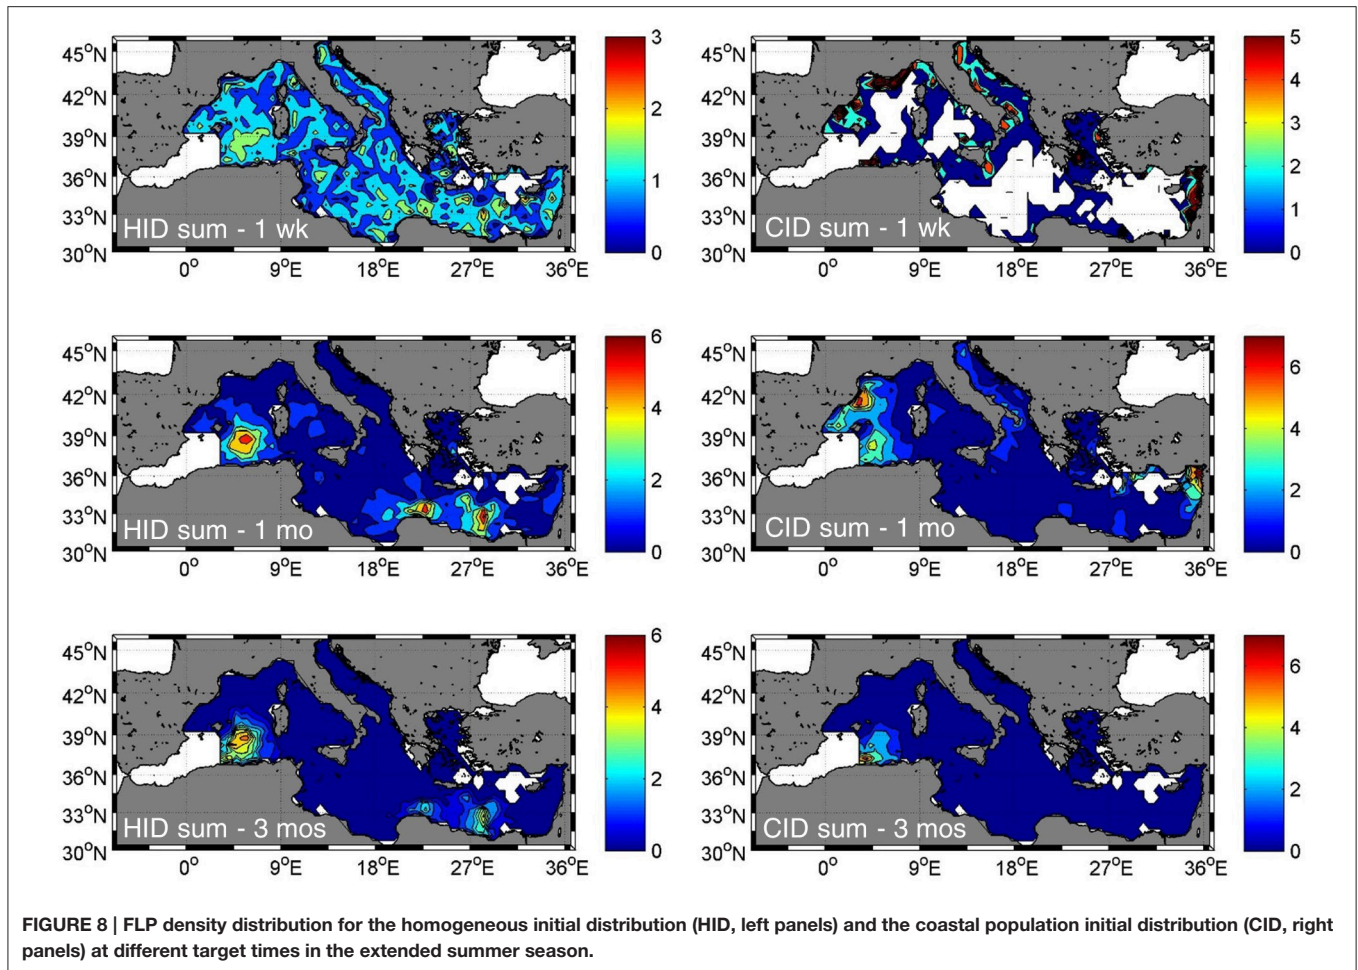 45°N
42°N
39°N
36°N
33°N
30°N
HID sum - 1 wk
0°
9°E
18°E
27°E
36°E
3
2
1
0
45°N
42°N
39°N
36°N
33°N
30°N
CID sum - 1 wk
0°
9°E
18°E
27°E
36°E
5
4
3
2
1
0
45°N
42°N
39°N
36°N
33°N
30°N
HID sum - 1 mo
0°
9°E
18°E
27°E
36°E
6
4
2
0
45°N
42°N
39°N
36°N
33°N
30°N
CID sum - 1 mo
0°
9°E
18°E
27°E
36°E
6
4
2
0
45°N
42°N
39°N
36°N
33°N
30°N
HID sum - 3 mos
0°
9°E
18°E
27°E
36°E
6
4
2
0
45°N
42°N
39°N
36°N
33°N
30°N
CID sum - 3 mos
0°
9°E
18°E
27°E
36°E
6
4
2
0
FIGURE 8 | FLP density distribution for the homogeneous initial distribution (HID, left panels) and the coastal population initial distribution (CID, right
panels) at different target times in the extended summer season.